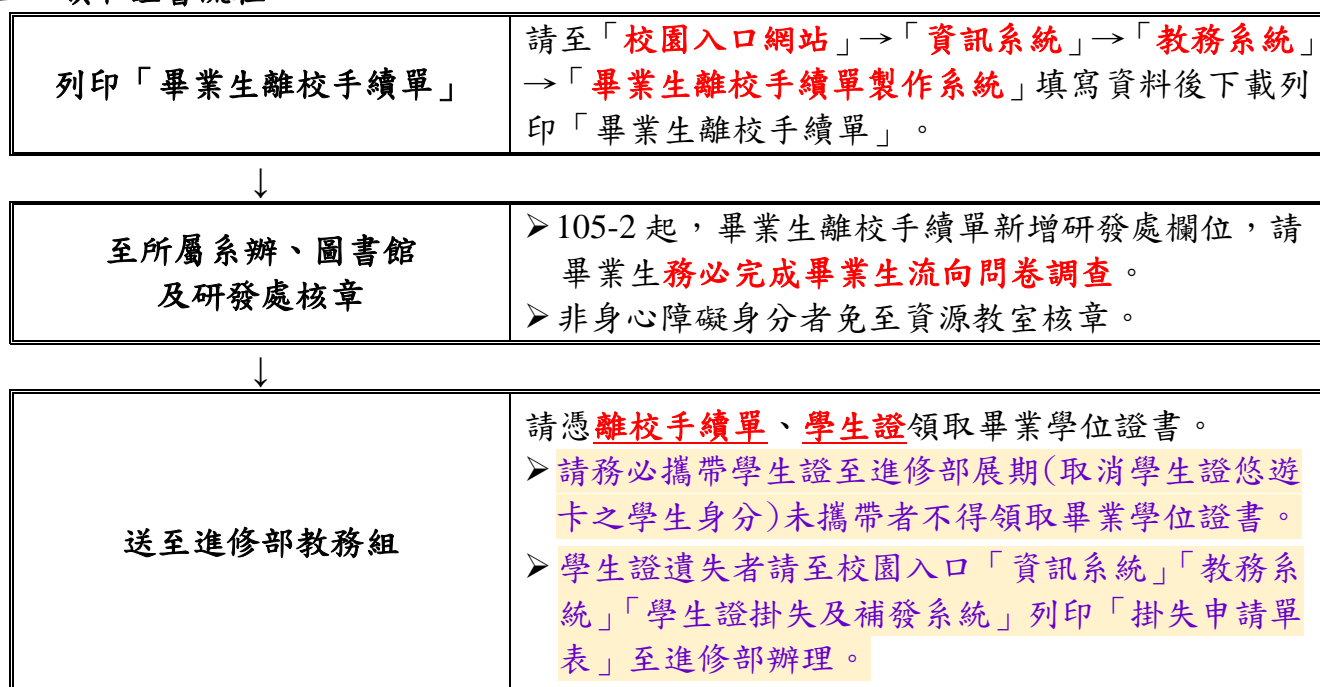 列印「畢業生離校手續單」
請至「校園入口網站」→「資訊系統」→「教務系統」
→「畢業生離校手續單製作系統」填寫資料後下載列
印「畢業生離校手續單」。
↓
至所屬系辦、圖書館
及研發處核章
➢105-2 起，畢業生離校手續單新增研發處欄位，請
畢業生務必完成畢業生流向問卷調查。
➢非身心障礙身分者免至資源教室核章。
↓
送至進修部教務組
請憑離校手續單、學生證領取畢業學位證書。
➢請務必攜帶學生證至進修部展期(取消學生證悠遊
卡之學生身分)未攜帶者不得領取畢業學位證書。
➢學生證遺失者請至校園入口「資訊系統」「教務系
統」「學生證掛失及補發系統」列印「掛失申請單
表」至進修部辦理。